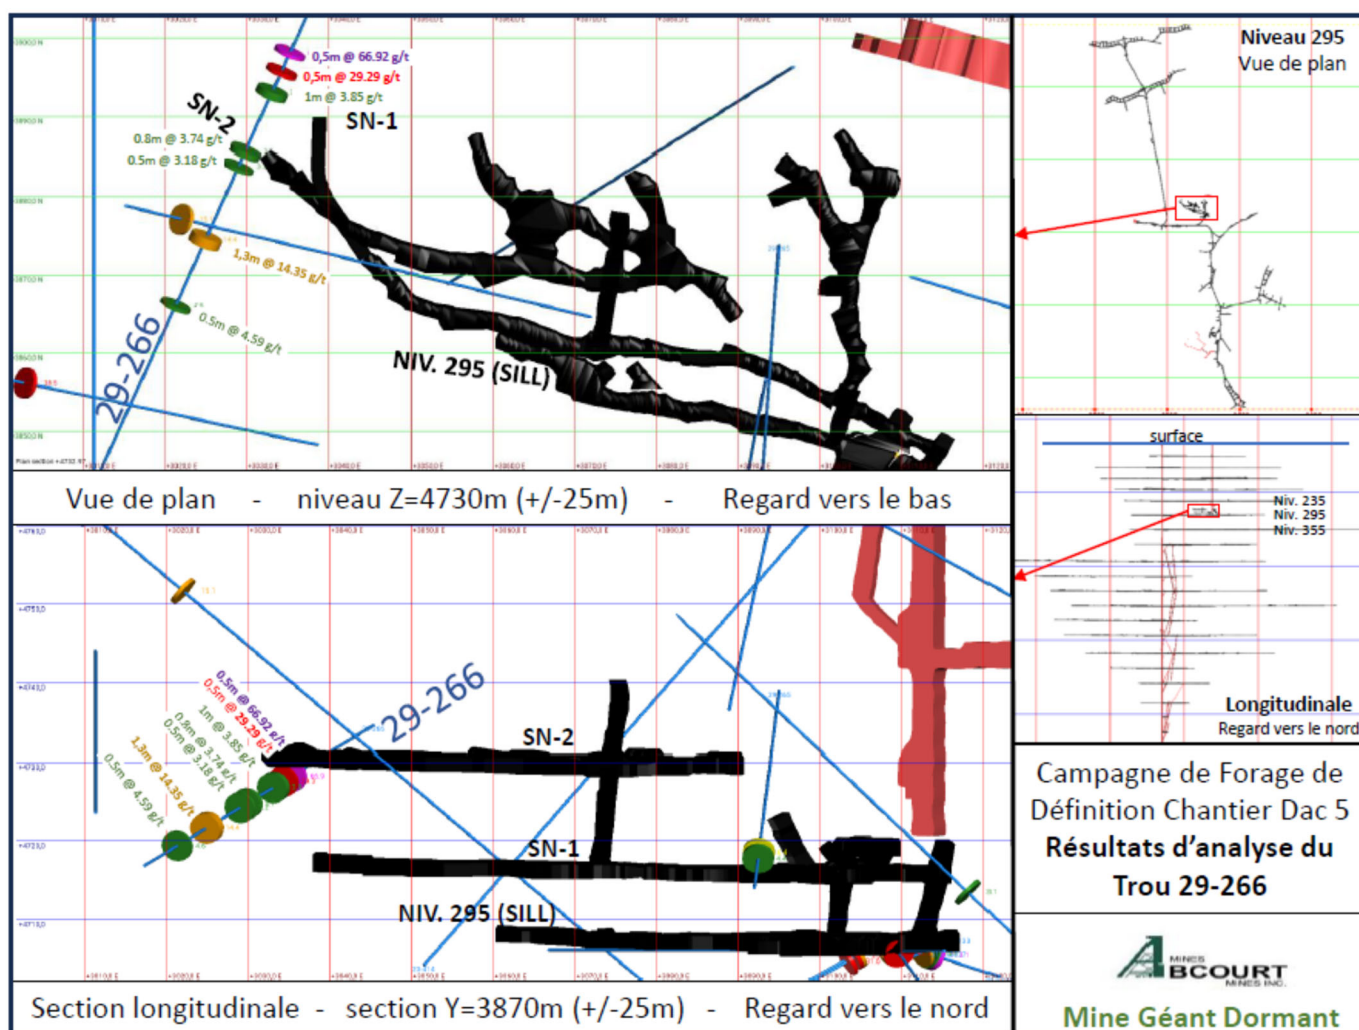 0,5m @ 66.92 g/t
0,5m @ 29.29 g/t
1m @ 3.85 g/t
SN-2
SN-1
0.8m @ 3.74 g/t
0.5m @ 3.18 g/t
1,3m @ 14.35 g/t
0.5m @ 4.59 g/t
29-266
NIV. 295 (SILL)
Vue de plan - niveau Z=4730m (+/-25m) - Regard vers le bas
0,5m @ 66.92 g/t
0,5m @ 29.29 g/t
1m @ 3.85 g/t
0.8m @ 3.74 g/t
0.5m @ 3.18 g/t
1,3m @ 14.35 g/t
0.5m @ 4.59 g/t
29-266
SN-2
SN-1
NIV. 295 (SILL)
Section longitudinale - section Y=3870m (+/-25m) - Regard vers le nord
Niveau 295
Vue de plan
surface
Niv. 235
Niv. 295
Niv. 355
Longitudinale
Regard vers le nord
Campagne de Forage de
Définition Chantier Dac 5
Résultats d'analyse du
Trou 29-266
MINES
ABCOURT
MINES INC.
Mine Géant Dormant